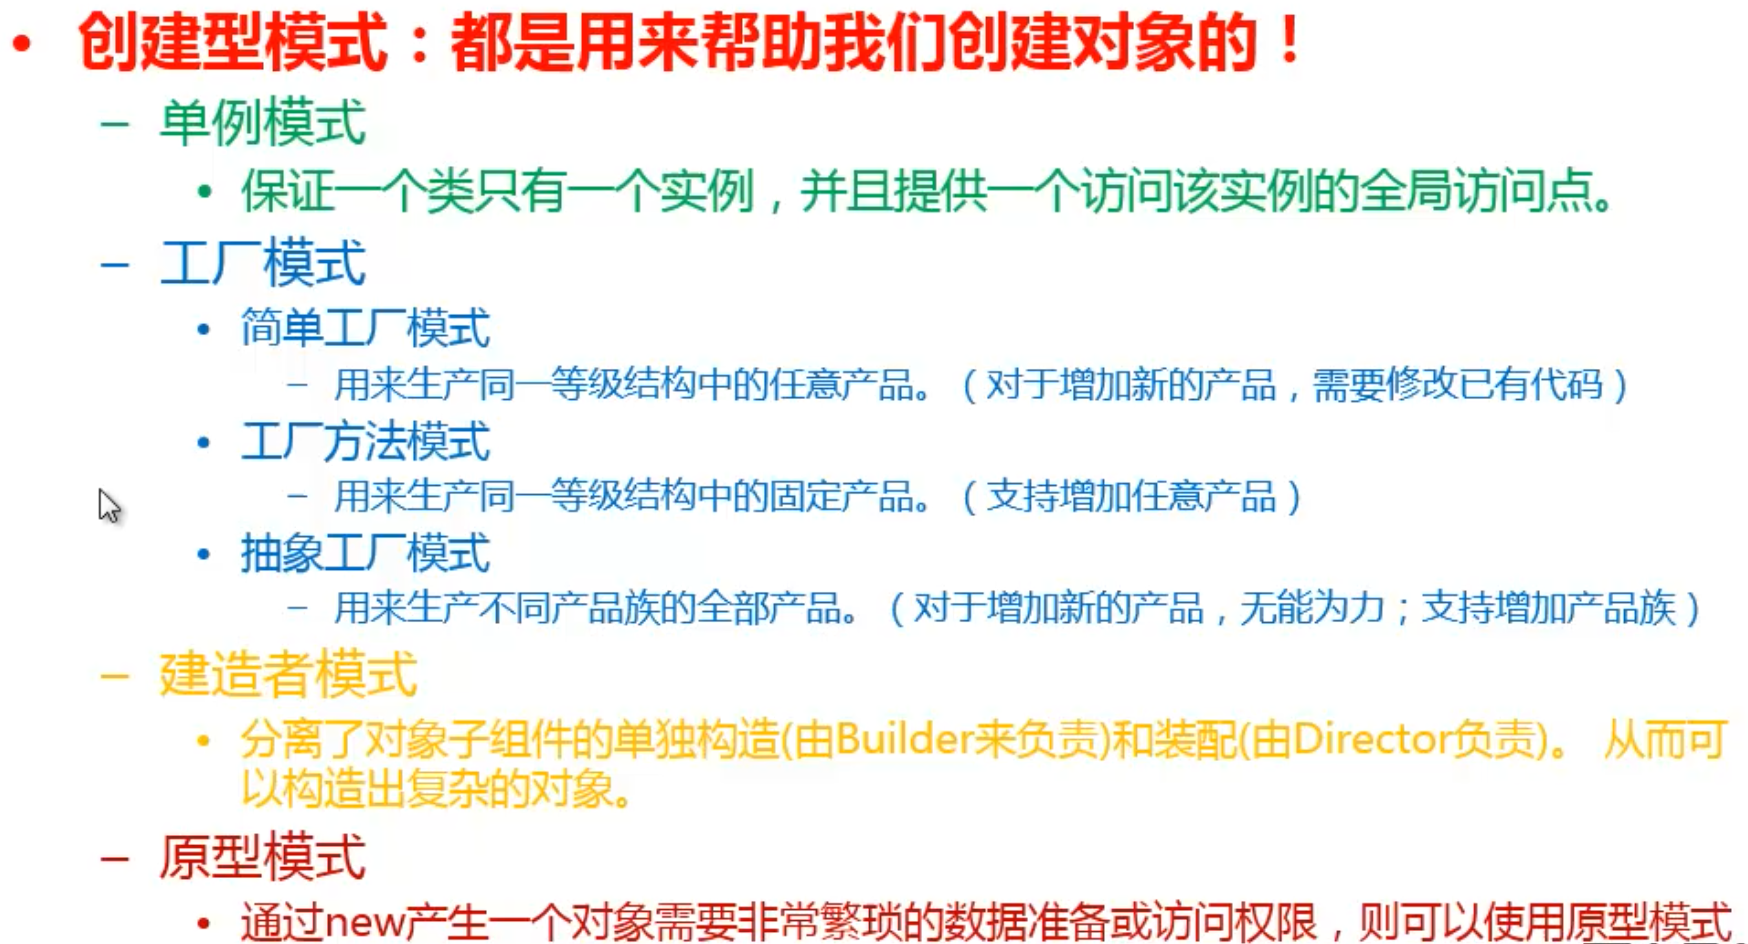 • 创建型模式：都是用来帮助我们创建对象的！
– 单例模式
• 保证一个类只有一个实例，并且提供一个访问该实例的全局访问点。
– 工厂模式
• 简单工厂模式
– 用来生产同一等级结构中的任意产品。（对于增加新的产品，需要修改已有代码）
• 工厂方法模式
– 用来生产同一等级结构中的固定产品。（支持增加任意产品）
• 抽象工厂模式
– 用来生产不同产品族的全部产品。（对于增加新的产品，无能为力；支持增加产品族）
– 建造者模式
• 分离了对象子组件的单独构造(由Builder来负责)和装配(由Director负责)。 从而可
以构造出复杂的对象。
– 原型模式
• 通过new产生一个对象需要非常繁琐的数据准备或访问权限，则可以使用原型模式